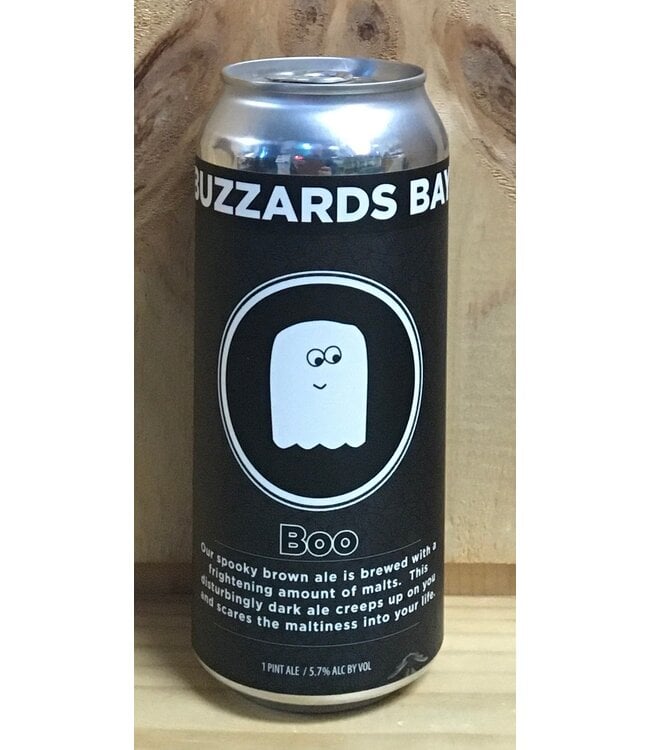 BUZZARDS BAY
Boo
Our spooky brown ale is brewed with a
frightening amount of malts. This
disturbingly dark ale creeps up on you
and scares the maltiness into your life.
1 PINT ALE / 5.7% ALC BY VOL